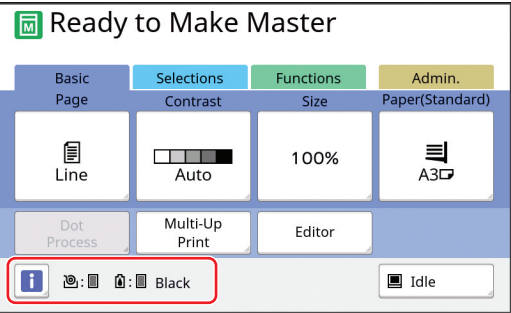 M Ready to Make Master
Basic Selections Functions Admin.
Page Contrast Size Paper(Standard)
Line Auto 100% A3
Dot Process
Multi-Up Print
Editor
i : : Black
Idle